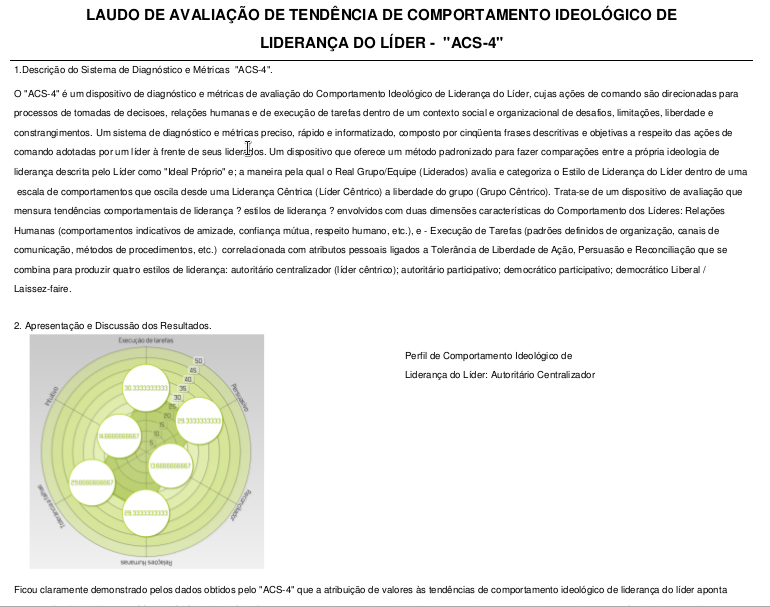 LAUDO DE AVALIAÇÃO DE TENDÊNCIA DE COMPORTAMENTO IDEOLÓGICO DE
LIDERANÇA DO LÍDER - "ACS-4"
1.Descrição do Sistema de Diagnóstico e Métricas "ACS-4".
O "ACS-4" é um dispositivo de diagnóstico e métricas de avaliação do Comportamento Ideológico de Liderança do Líder, cujas ações de comando são direcionadas para
processos de tomadas de decisoes, relações humanas e de execução de tarefas dentro de um contexto social e organizacional de desafios, limitações, liberdade e
constrangimentos. Um sistema de diagnóstico e métricas preciso, rápido e informatizado, composto por cinqüenta frases descritivas e objetivas a respeito das ações de
comando adotadas por um líder à frente de seus liderados. Um dispositivo que oferece um método padronizado para fazer comparações entre a própria ideologia de
liderança descrita pelo Líder como "Ideal Próprio" e; a maneira pela qual o Real Grupo/Equipe (Liderados) avalia e categoriza o Estilo de Liderança do Líder dentro de uma
escala de comportamentos que oscila desde uma Liderança Cêntrica (Líder Cêntrico) a liberdade do grupo (Grupo Cêntrico). Trata-se de um dispositivo de avaliação que
mensura tendências comportamentais de liderança ? estilos de liderança ? envolvidos com duas dimensões características do Comportamento dos Líderes: Relações
Humanas (comportamentos indicativos de amizade, confiança mútua, respeito humano, etc.), e - Execução de Tarefas (padrões definidos de organização, canais de
comunicação, métodos de procedimentos, etc.) correlacionada com atributos pessoais ligados a Tolerância de Liberdade de Ação, Persuasão e Reconciliação que se
combina para produzir quatro estilos de liderança: autoritário centralizador (líder cêntrico); autoritário participativo; democrático participativo; democrático Liberal /
Laissez-faire.
2. Apresentação e Discussão dos Resultados.
Execução de tarefas
50
45
40
35
30
25
20
15
10
5
Persuasivo
Intuitivo
30.3333333333
29.3333333333
Reconciliador
Relações Humanas
29.3333333333
Perfil de Comportamento Ideológico de
Liderança do Líder: Autoritário Centralizador
Ficou claramente demonstrado pelos dados obtidos pelo "ACS-4" que a atribuição de valores às tendências de comportamento ideológico de liderança do líder aponta